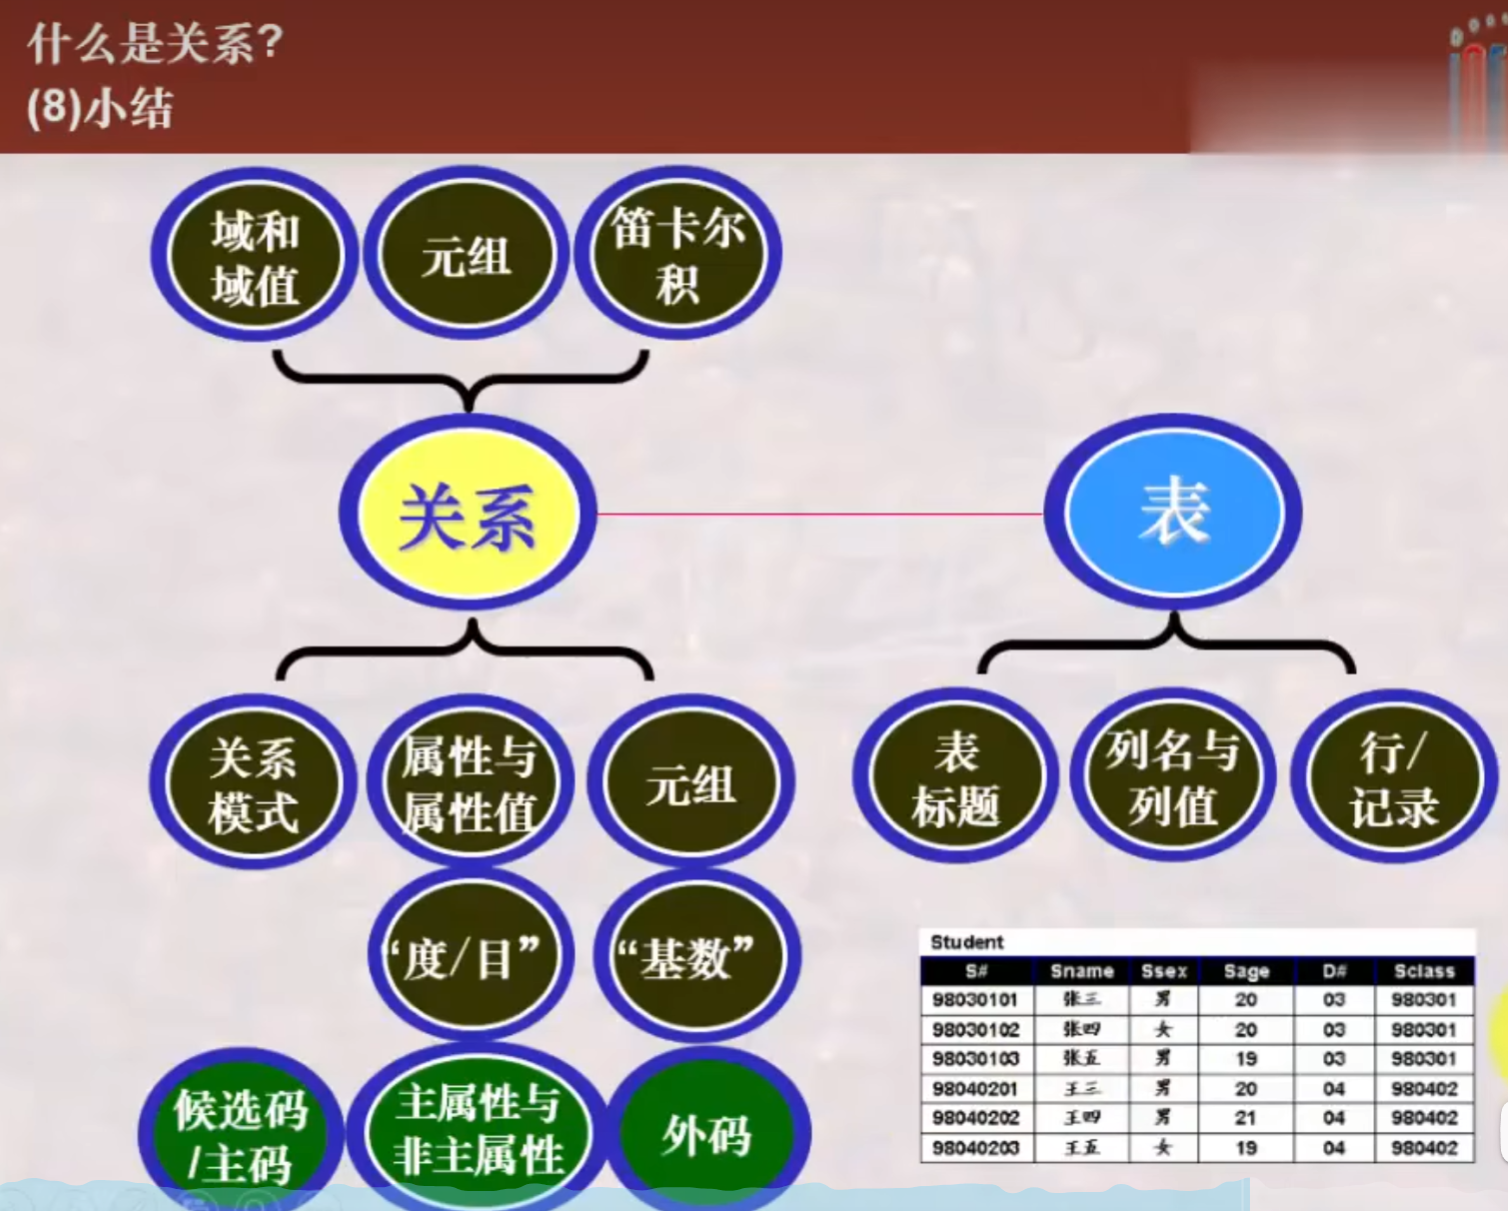 什么是关系?
(8)小结
域和
域值
元组
笛卡尔
积
关系
表
关系
模式
属性与
属性值
元组
表
标题
列名与
列值
行/
记录
“度/目”
“基数”
候选码
/主码
主属性与
非主属性
外码
Student
S# Sname Ssex Sage D# Sclass
98030101 张三 男 20 03 980301
98030102 张四 女 20 03 980301
98030103 张五 男 19 03 980301
98040201 王三 男 20 04 980402
98040202 王四 男 21 04 980402
98040203 王五 女 19 04 980402